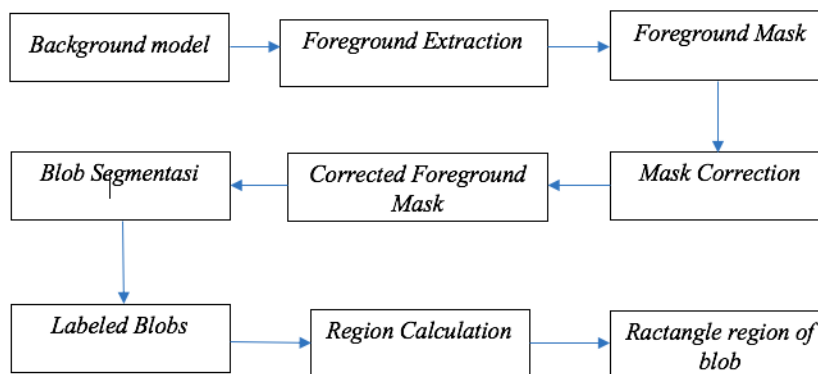 Background model
Foreground Extraction
Foreground Mask
Mask Correction
Corrected Foreground
Mask
Blob Segmentasi
Labeled Blobs
Region Calculation
Ractangle region of
blob